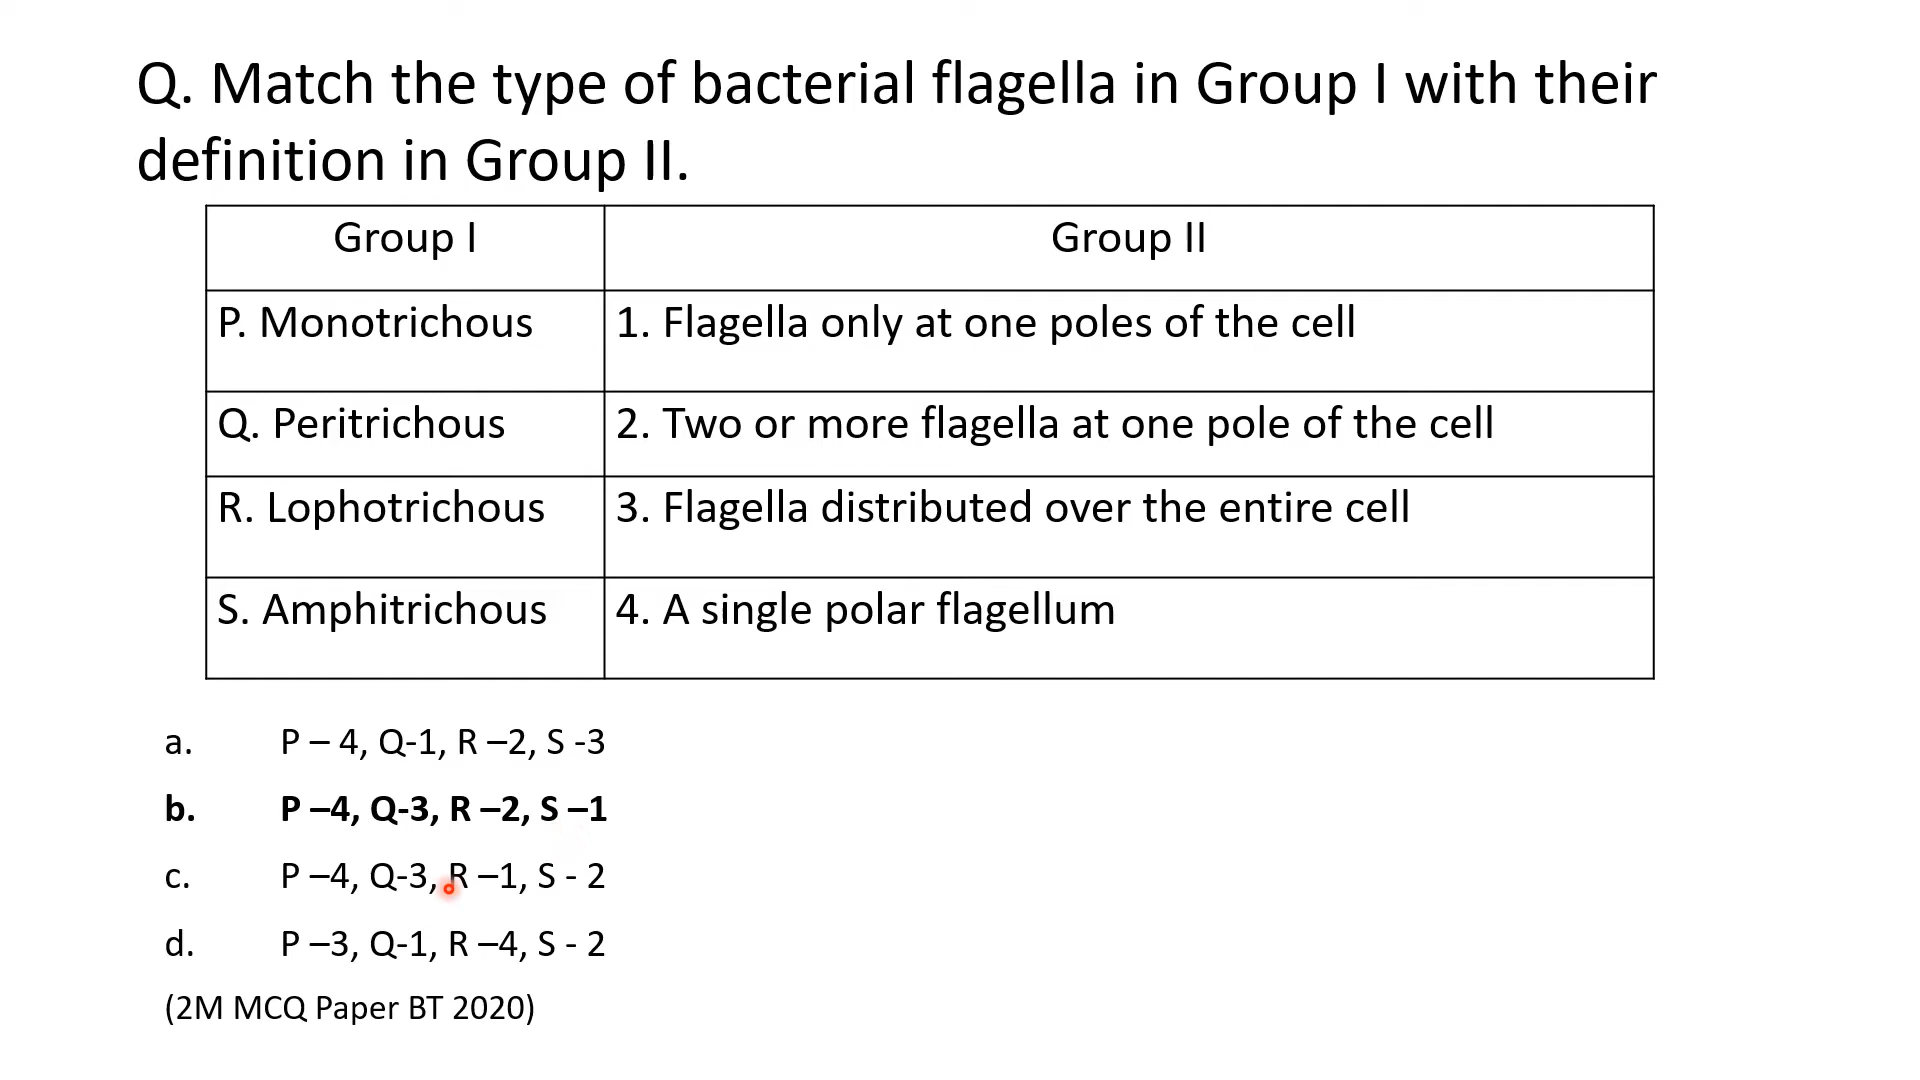 Q. Match the type of bacterial flagella in Group I with their
definition in Group II.
Group I Group II
P. Monotrichous 1. Flagella only at one poles of the cell
Q. Peritrichous 2. Two or more flagella at one pole of the cell
R. Lophotrichous 3. Flagella distributed over the entire cell
S. Amphitrichous 4. A single polar flagellum
a. P – 4, Q-1, R –2, S -3
b. P –4, Q-3, R –2, S –1
c. P –4, Q-3, R –1, S - 2
d. P –3, Q-1, R –4, S - 2
(2M MCQ Paper BT 2020)